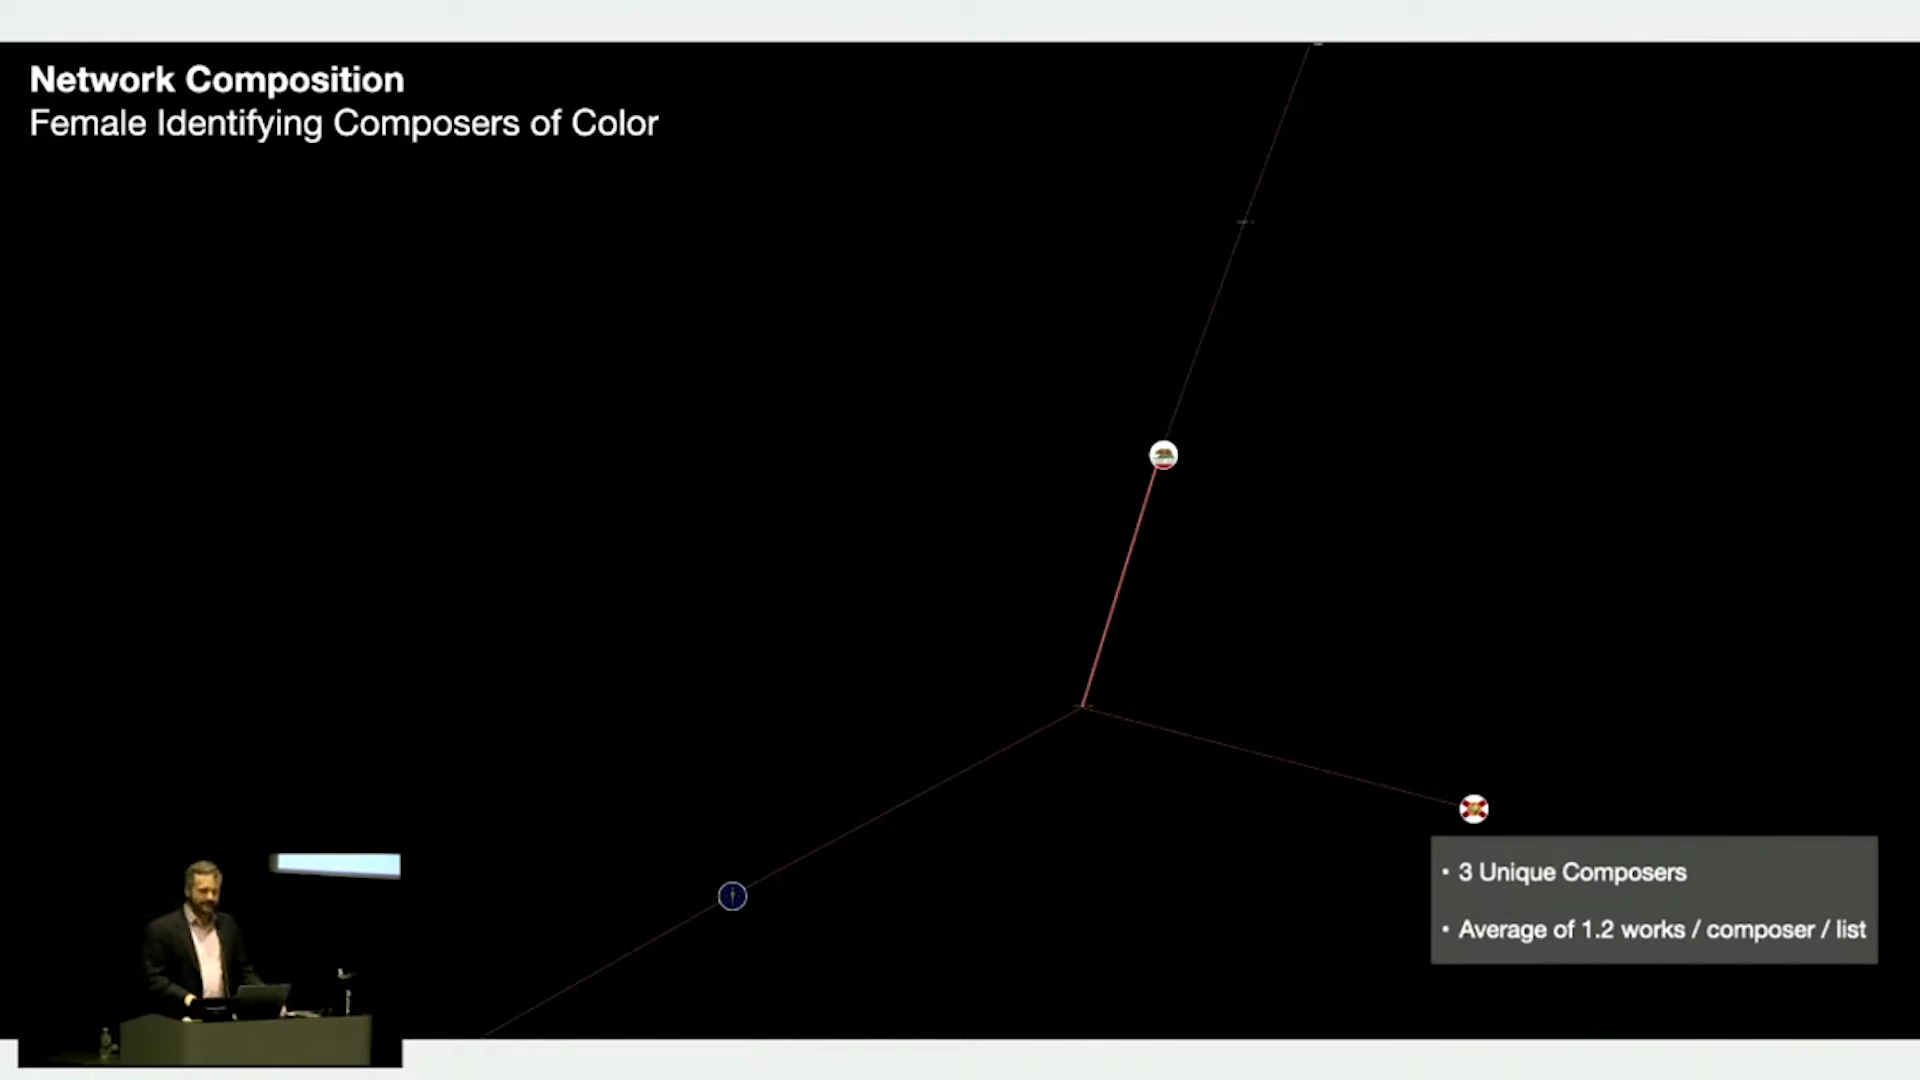 Network Composition
Female Identifying Composers of Color
• 3 Unique Composers
• Average of 1.2 works / composer / list